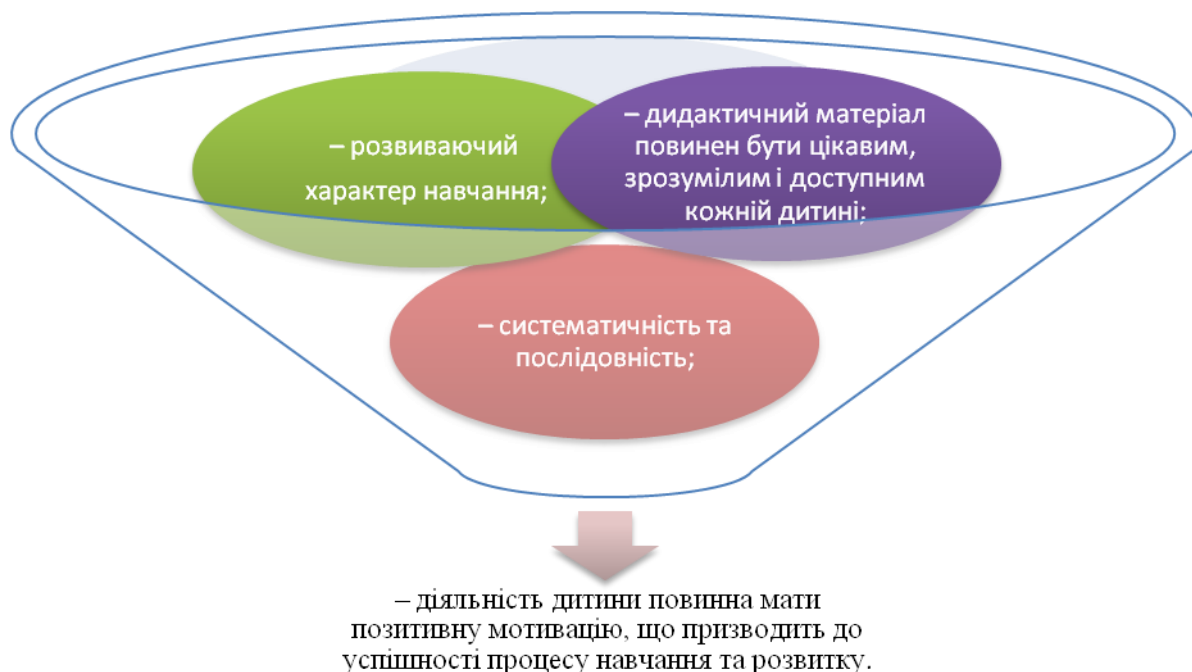 – розвиваючий
характер навчання;
– дидактичний матеріал
повинен бути цікавим,
зрозумілим і доступним
кожній дитині;
– систематичність та
послідовність;
– діяльність дитини повинна мати
позитивну мотивацію, що призводить до
успішності процесу навчання та розвитку.